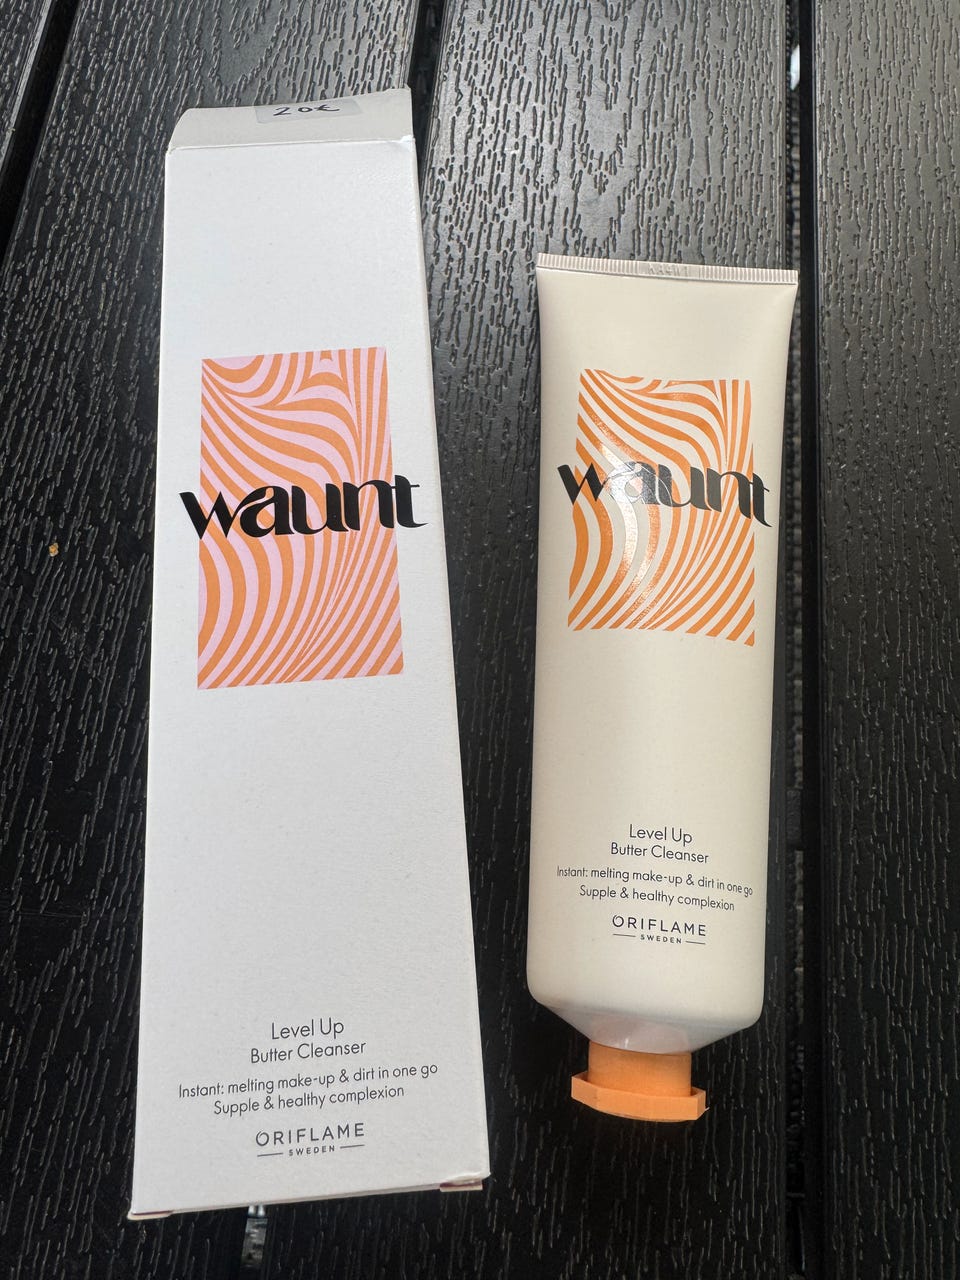 20€
waunt
Level Up
Butter Cleanser
Instant: melting make-up & dirt in one go
Supple & healthy complexion
ORIFLAME
SWEDEN
waunt
Level Up
Butter Cleanser
Instant: melting make-up & dirt in one go
Supple & healthy complexion
ORIFLAME
SWEDEN